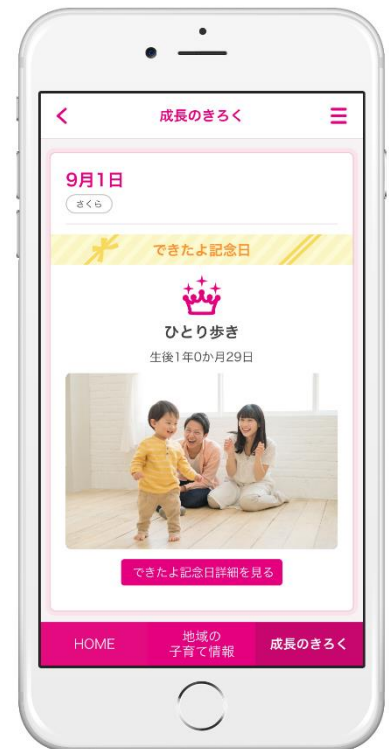 成長のきろく
9月1日
さくら
できたよ記念日
ひとり歩き
生後1年0か月29日
できたよ記念日詳細を見る
HOME
地域の
子育て情報
成長のきろく